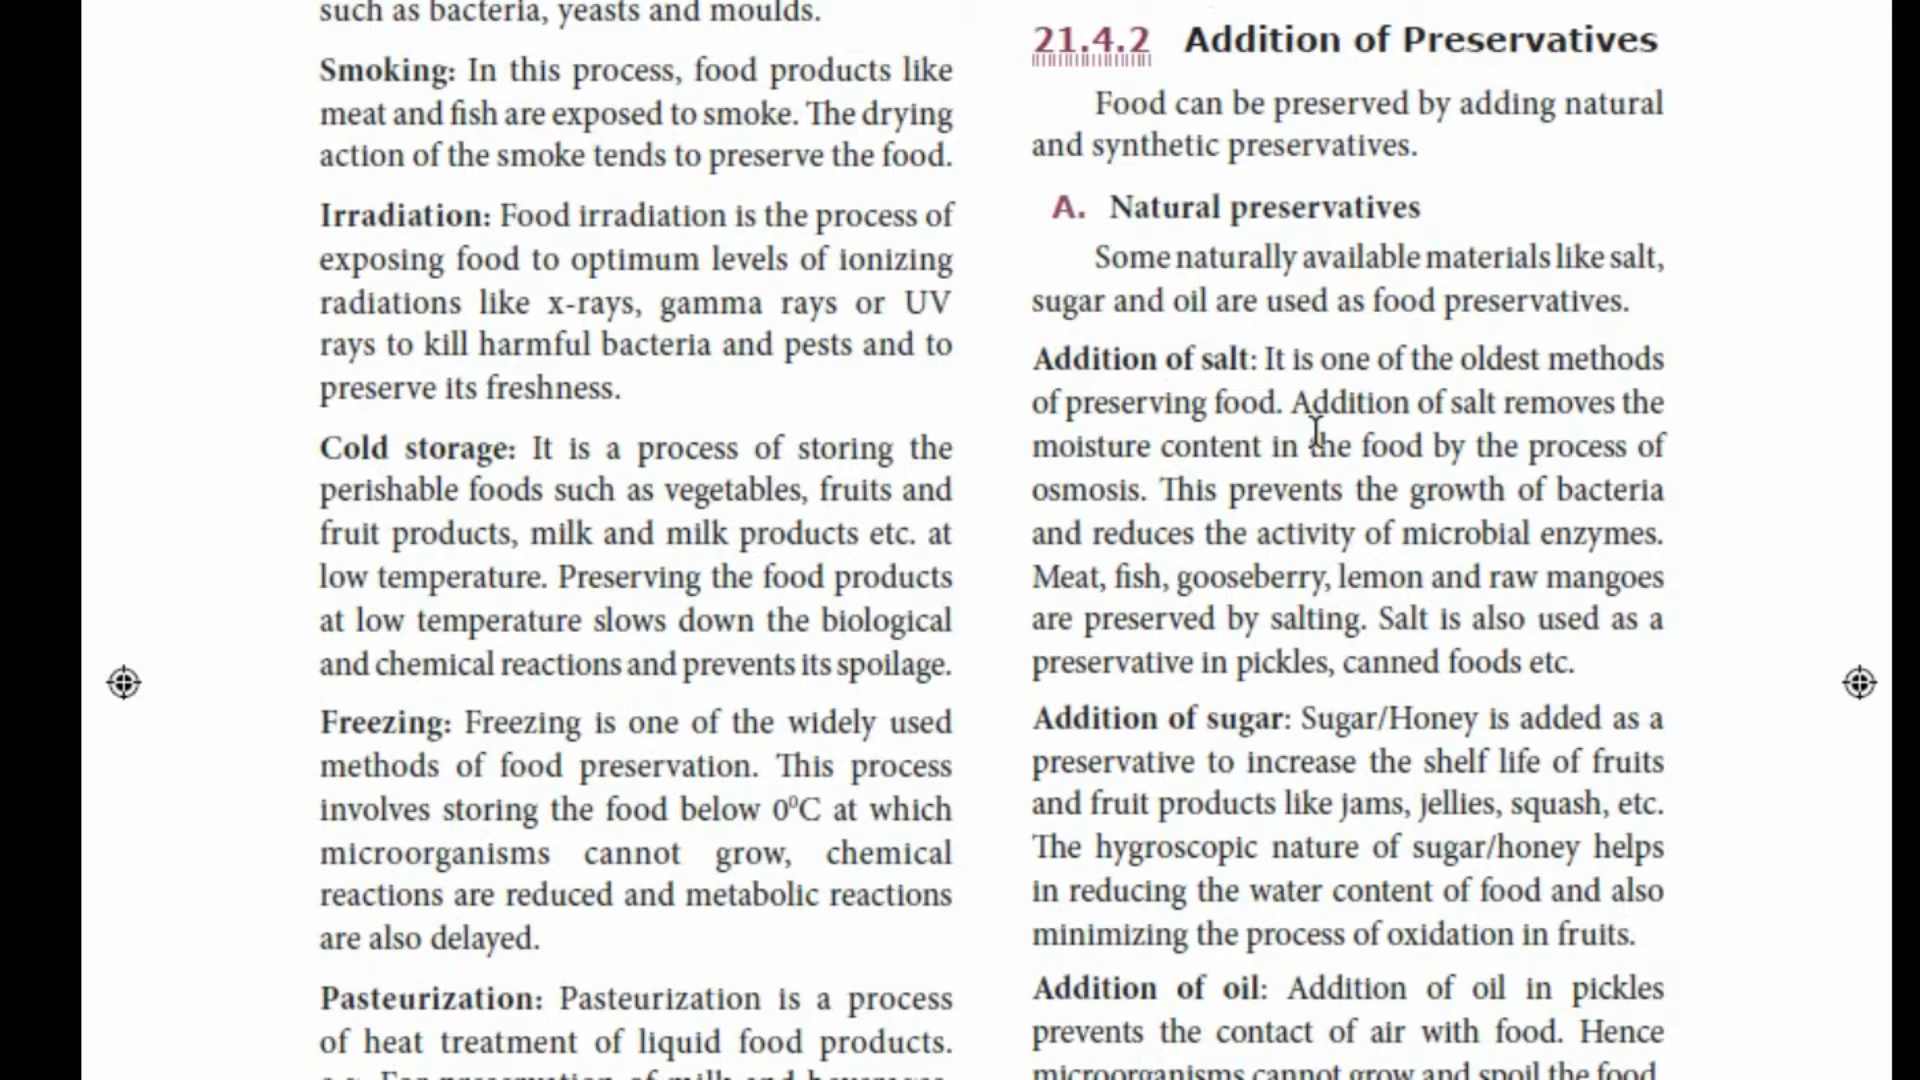 such as bacteria, yeasts and moulds.
Smoking: In this process, food products like
meat and fish are exposed to smoke. The drying
action of the smoke tends to preserve the food.
Irradiation: Food irradiation is the process of
exposing food to optimum levels of ionizing
radiations like x-rays, gamma rays or UV
rays to kill harmful bacteria and pests and to
preserve its freshness.
Cold storage: It is a process of storing the
perishable foods such as vegetables, fruits and
fruit products, milk and milk products etc. at
low temperature. Preserving the food products
at low temperature slows down the biological
and chemical reactions and prevents its spoilage.
Freezing: Freezing is one of the widely used
methods of food preservation. This process
involves storing the food below 0⁰C at which
microorganisms cannot grow, chemical
reactions are reduced and metabolic reactions
are also delayed.
Pasteurization: Pasteurization is a process
of heat treatment of liquid food products.
e.g. For preservation of milk and beverages.
21.4.2 Addition of Preservatives
Food can be preserved by adding natural
and synthetic preservatives.
A. Natural preservatives
Some naturally available materials like salt,
sugar and oil are used as food preservatives.
Addition of salt: It is one of the oldest methods
of preserving food. Addition of salt removes the
moisture content in the food by the process of
osmosis. This prevents the growth of bacteria
and reduces the activity of microbial enzymes.
Meat, fish, gooseberry, lemon and raw mangoes
are preserved by salting. Salt is also used as a
preservative in pickles, canned foods etc.
Addition of sugar: Sugar/Honey is added as a
preservative to increase the shelf life of fruits
and fruit products like jams, jellies, squash, etc.
The hygroscopic nature of sugar/honey helps
in reducing the water content of food and also
minimizing the process of oxidation in fruits.
Addition of oil: Addition of oil in pickles
prevents the contact of air with food. Hence
microorganisms cannot grow and spoil the food.